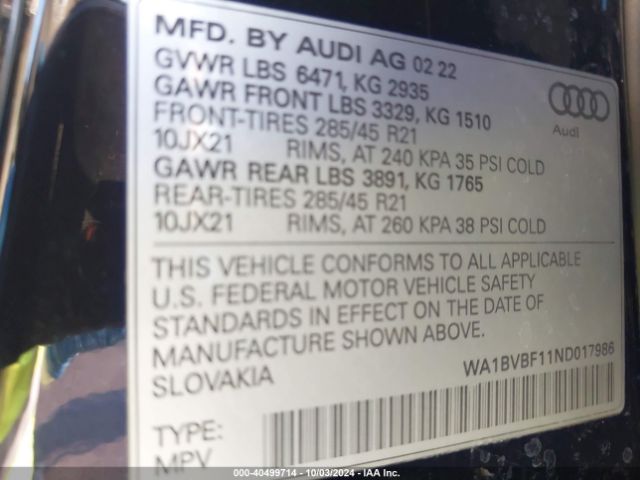 MFD. BY AUDI AG 02 22
GVWR LBS 6471, KG 2935
GAWR FRONT LBS 3329, KG 1510
FRONT-TIRES 285/45 R21
10JX21 RIMS, AT 240 KPA 35 PSI COLD
GAWR REAR LBS 3891, KG 1765
REAR-TIRES 285/45 R21
10JX21 RIMS, AT 260 KPA 38 PSI COLD
Audi
THIS VEHICLE CONFORMS TO ALL APPLICABLE
U.S. FEDERAL MOTOR VEHICLE SAFETY
STANDARDS IN EFFECT ON THE DATE OF
MANUFACTURE SHOWN ABOVE.
SLOVAKIA
WA1BVBF11ND017986
TYPE:
MPV
000-40499714 - 10/03/2024 - IAA Inc.